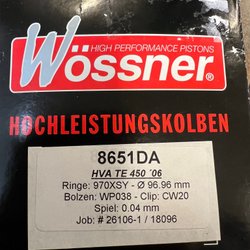 HIGH PERFORMANCE PISTONS
Wössner®
HOCHLEISTUNGSKOLBEN
8651DA
HVA TE 450 ´06
Ringe: 970XSY - Ø 96.96 mm
Bolzen: WP038 - Clip: CW20
Spiel: 0.04 mm
Job: # 26106-1 / 18096